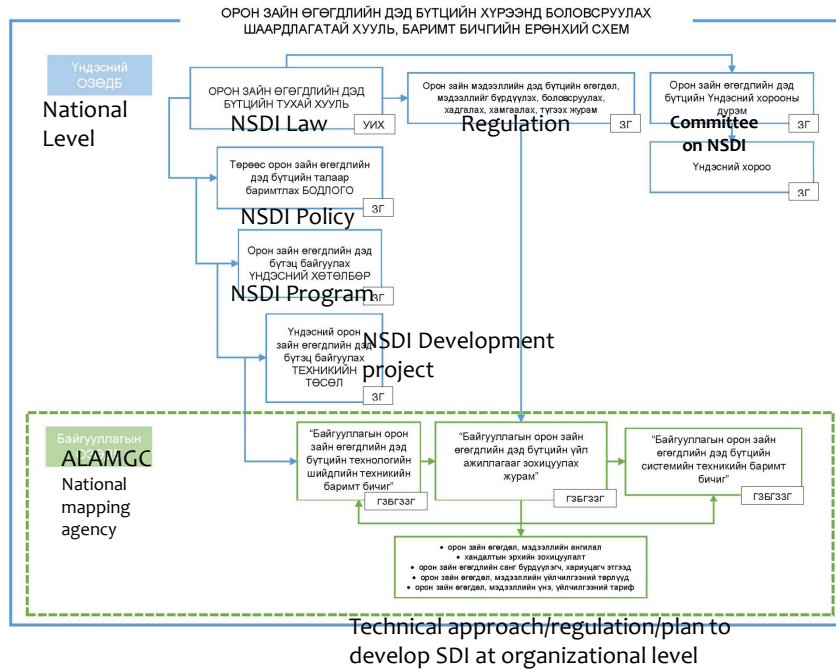 ОРОН ЗАЙН ӨГӨГДЛИЙН ДЭД БҮТЦИЙН ХҮРЭЭНД БОЛОВСРУУЛАХ
ШААРДЛАГАТАЙ ХУУЛЬ, БАРИМТ БИЧГИЙН ЕРӨНХИЙ СХЕМ
Үндэсний
ОЗӨДБ
National
Level
ОРОН ЗАЙН ӨГӨГДЛИЙН ДЭД
БҮТЦИЙН ТУХАЙ ХУУЛЬ
NSDI Law
УИХ
Орон зайн мэдээллийн дэд бүтцийн өгөгдөл,
мэдээллийг бүрдүүлэх, боловсруулах,
хадгалах, хамгаалах, түгээх журам
Regulation
ЗГ
Орон зайн өгөгдлийн дэд
бүтцийн Үндэсний хорооны
дүрэм
Committee
on NSDI
ЗГ
Үндэсний хороо
ЗГ
Төрөөс орон зайн өгөгдлийн
дэд бүтцийн талаар
баримтлах БОДЛОГО
ЗГ
NSDI Policy
Орон зайн өгөгдлийн дэд
бүтэц байгуулах
ҮНДЭСНИЙ ХӨТӨЛБӨР
NSDI Program
ЗГ
Үндэсний орон
зайн өгөгдлийн дэд
бүтэц байгуулах
ТЕХНИКИЙН
ТӨСӨЛ
ЗГ
NSDI Development
project
Байгууллагын
ALAMGC
National
mapping
agency
"Байгууллагын орон
зайн өгөгдлийн дэд
бүтцийн технологийн
шийдлийн техникийн
баримт бичиг"
ГЗБГЗЗГ
"Байгууллагын орон зайн
өгөгдлийн дэд бүтцийн үйл
ажиллагааг зохицуулах
журам"
ГЗБГЗЗГ
"Байгууллагын орон зайн
өгөгдлийн дэд бүтцийн
системийн техникийн баримт
бичиг"
ГЗБГЗЗГ
• орон зайн өгөгдөл, мэдээллийн ангилал
• хандалтын эрхийн зохицуулалт
• орон зайн өгөгдлийн санг бүрдүүлэгч, хариуцагч этгээд
• орон зайн өгөгдөл, мэдээллийн үйлчилгээний төрлүүд
• орон зайн өгөгдөл, мэдээллийн үнэ, үйлчилгээний тариф
Technical approach/regulation/plan to
develop SDI at organizational level